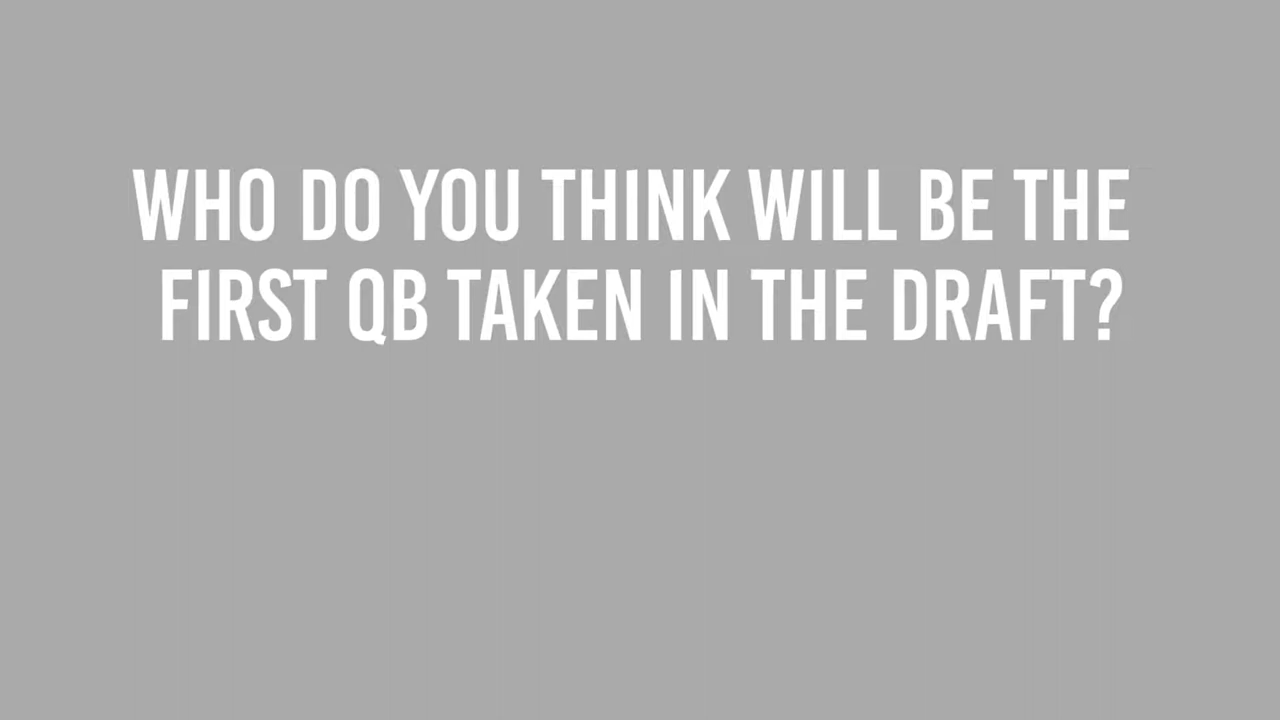 WHO DO YOU THINK WILL BE THE
FIRST QB TAKEN IN THE DRAFT?